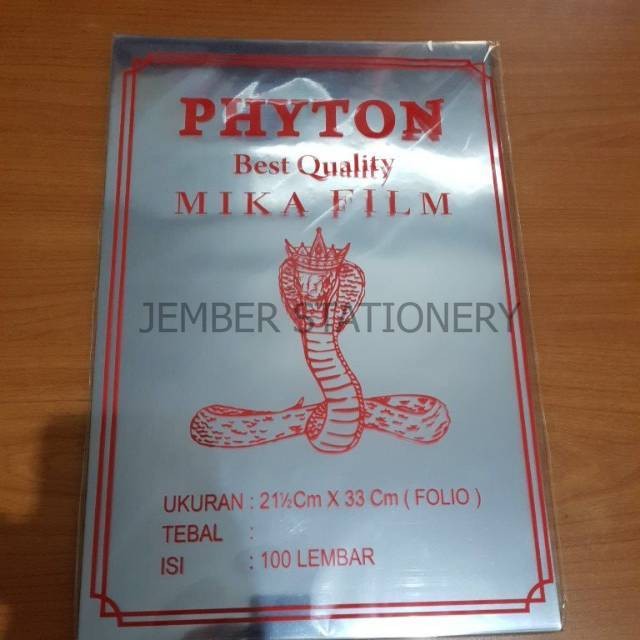 PHYTON
Best Quality
MIKA FILM
JEMBER STATIONERY
UKURAN : 21½Cm X 33 Cm ( FOLIO )
TEBAL :
ISI : 100 LEMBAR